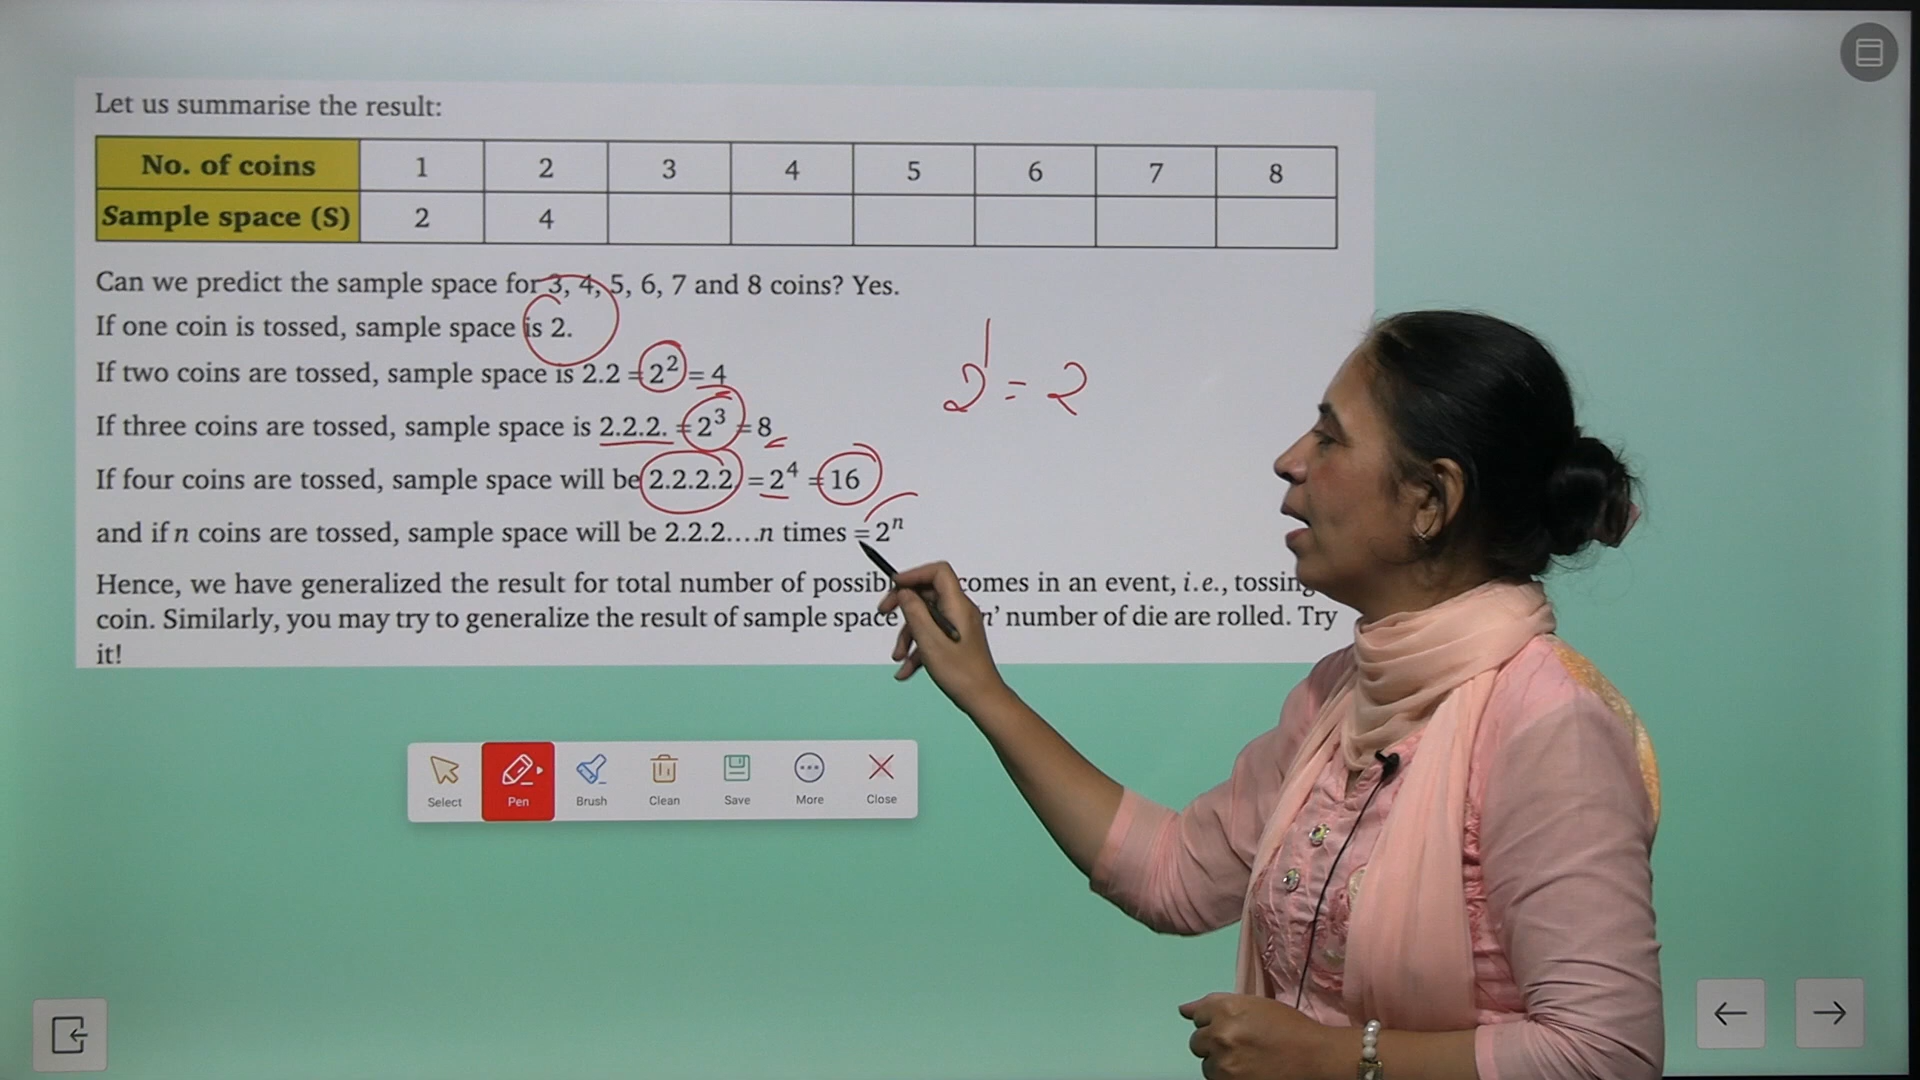 Let us summarise the result:
No. of coins 1 2 3 4 5 6 7 8
Sample space (S) 2 4
Can we predict the sample space for 3, 4, 5, 6, 7 and 8 coins? Yes.
If one coin is tossed, sample space is 2.
If two coins are tossed, sample space is 2.2 = 2² = 4
If three coins are tossed, sample space is 2.2.2. = 2³ = 8
2¹ = 2
If four coins are tossed, sample space will be 2.2.2.2 = 2⁴ = 16
and if n coins are tossed, sample space will be 2.2.2....n times = 2ⁿ
Hence, we have generalized the result for total number of comes in an event, i.e.,
coin. Similarly, you may try to generalize the result of sample space n' number of die are rolled. Try
it!
Select Pen Brush Clean Save More Close